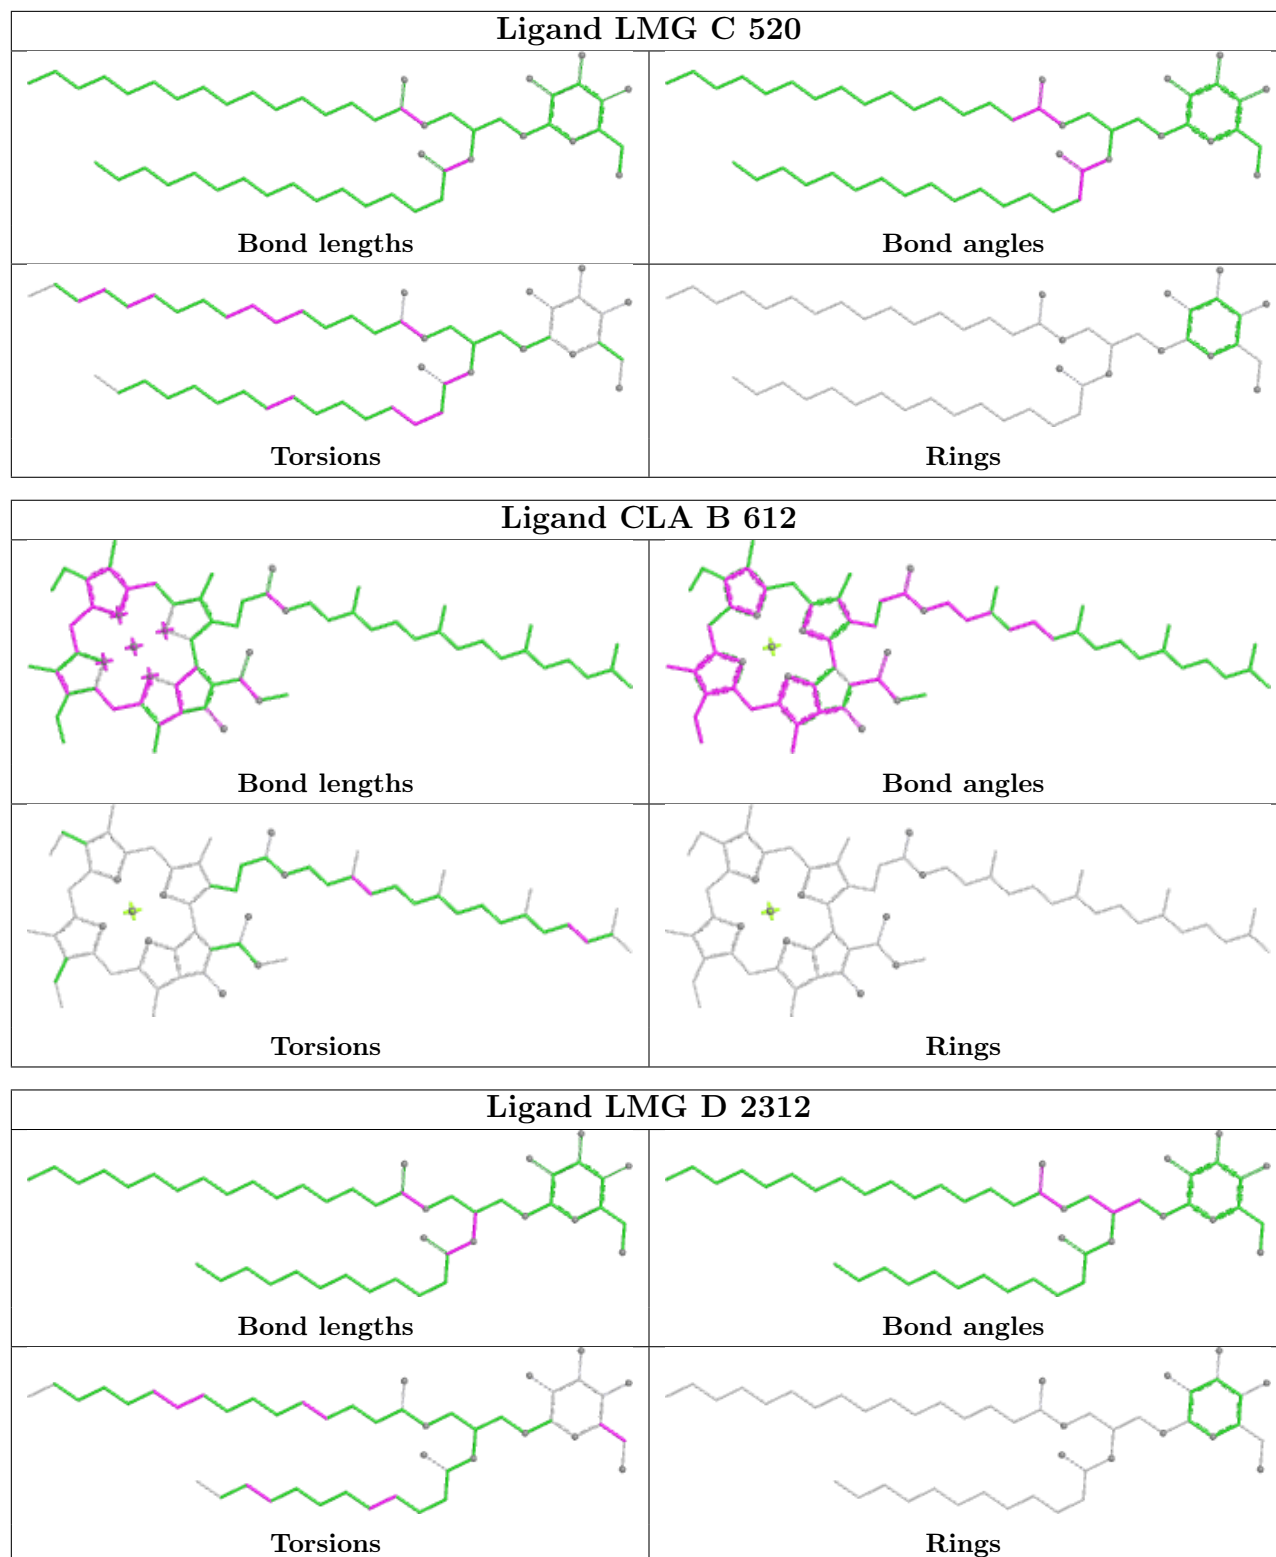 Ligand LMG C 520
Bond lengths
Bond angles
Torsions
Rings
Ligand CLA B 612
Bond lengths
Bond angles
Torsions
Rings
Ligand LMG D 2312
Bond lengths
Bond angles
Torsions
Rings